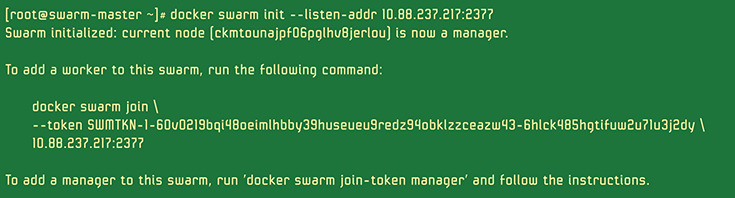 [root@swarm-master ~]# docker swarm init --listen-addr 10.88.237.217:2377
Swarm initialized: current node [ckmtounajpf06pglhv8jerlou] is now a manager.
To add a worker to this swarm, run the following command:
docker swarm join \
--token SWMTKN-1-60v0219bqi48oeimlhbby39huseueu9redz94obklzzceazw43-6hlck485hgtifuw2u71u3j2dy \
10.88.237.217:2377
To add a manager to this swarm, run 'docker swarm join-token manager' and follow the instructions.